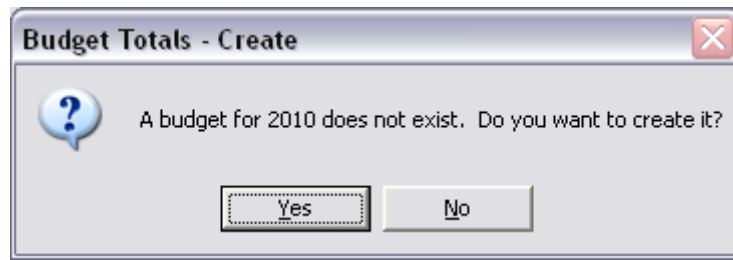 Budget Totals - Create
A budget for 2010 does not exist.  Do you want to create it?
Yes
No